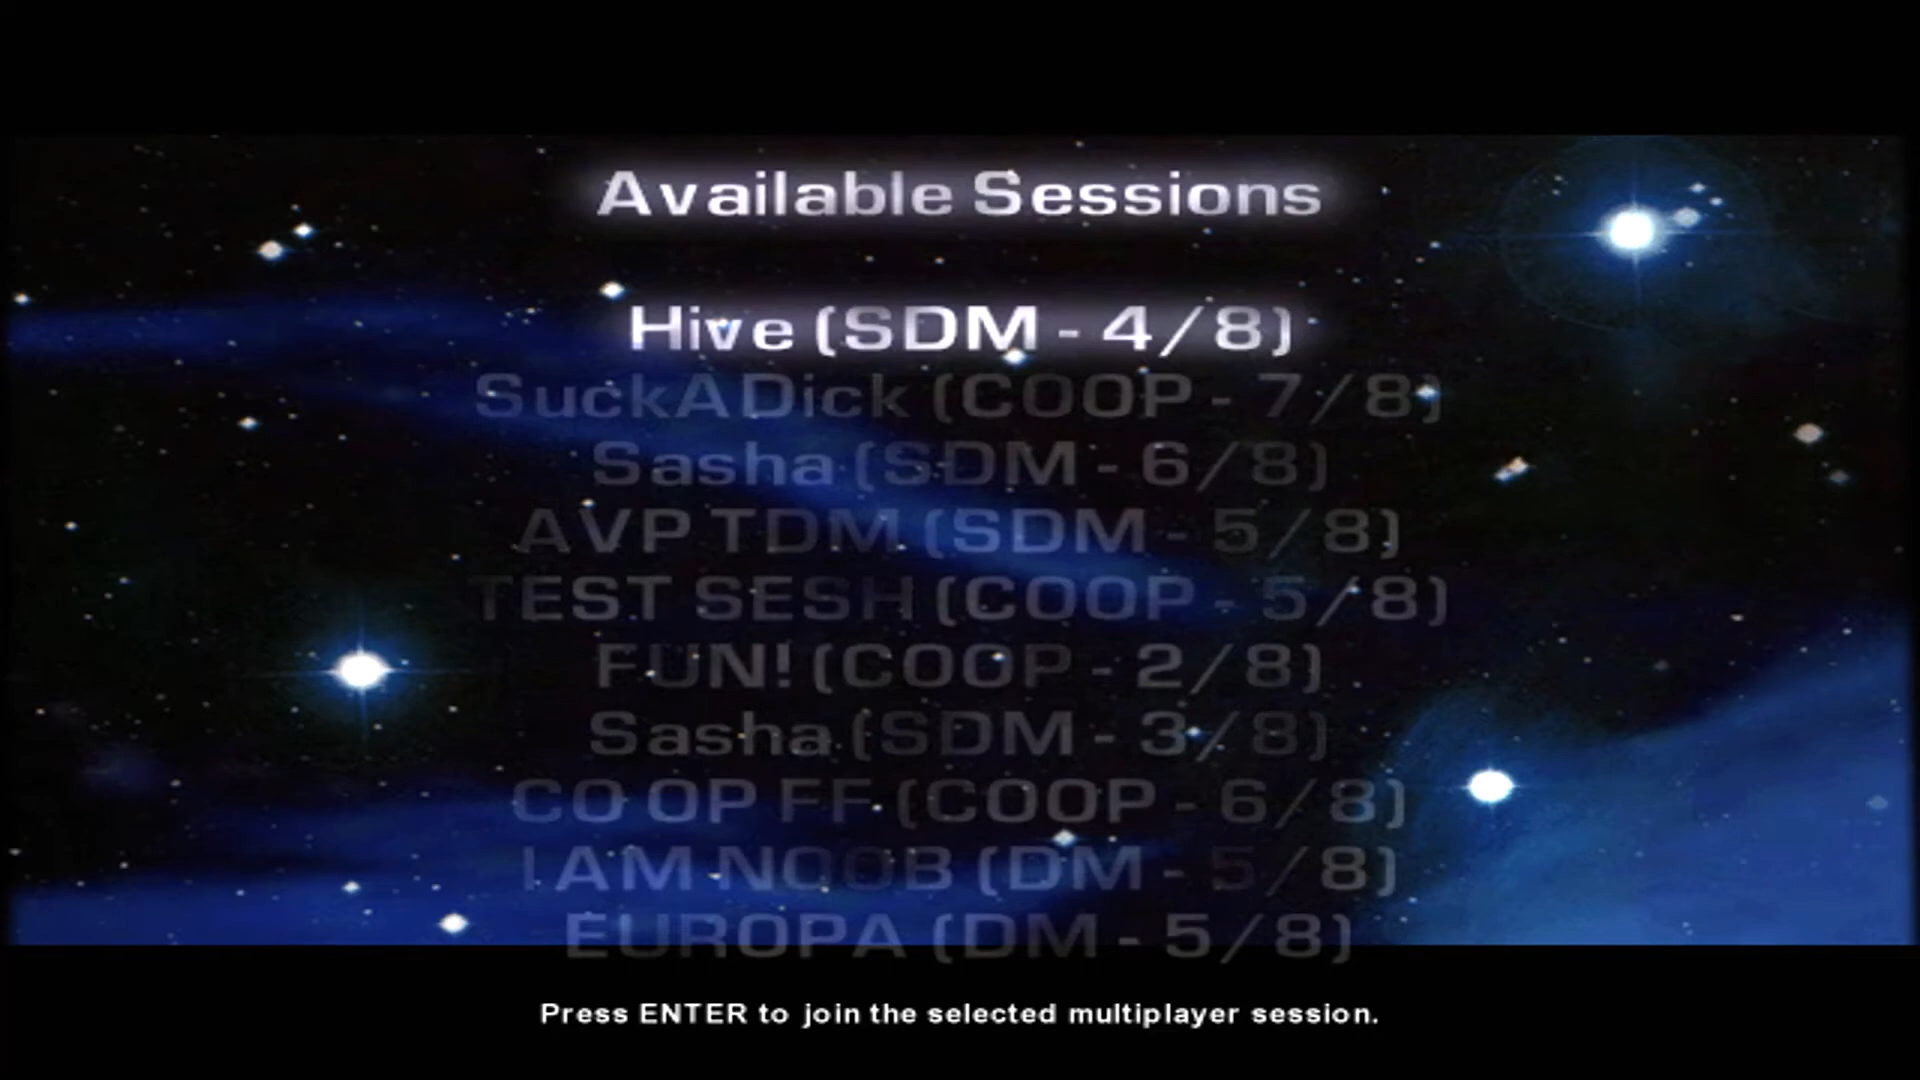 Available Sessions
Hive (SDM - 4/8)
SuckADick (COOP - 7/8)
Sasha (SDM - 6/8)
AVP TDM (SDM - 5/8)
TEST SESH (COOP - 5/8)
FUN! (COOP - 2/8)
Sasha (SDM - 3/8)
CO OP FF (COOP - 6/8)
I AM NOOB (DM - 5/8)
EUROPA (DM - 5/8)
Press ENTER to join the selected multiplayer session.